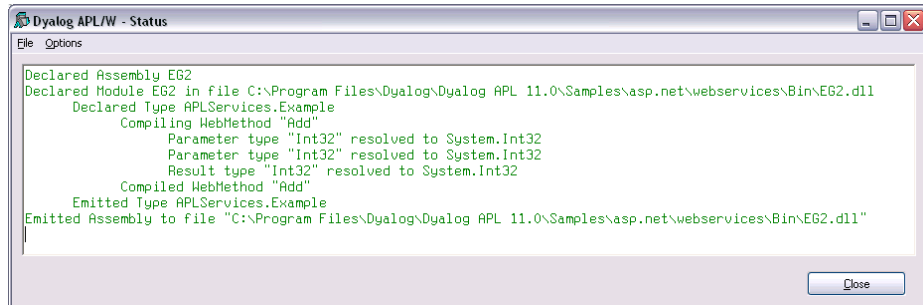 Dyalog APL/W - Status
File Options
Declared Assembly EG2
Declared Module EG2 in file C:\Program Files\Dyalog\Dyalog APL 11.0\Samples\asp.net\webservices\Bin\EG2.dll
Declared Type APLServices.Example
Compiling WebMethod "Add"
Parameter type "Int32" resolved to System.Int32
Parameter type "Int32" resolved to System.Int32
Result type "Int32" resolved to System.Int32
Compiled WebMethod "Add"
Emitted Type APLServices.Example
Emitted Assembly to file "C:\Program Files\Dyalog\Dyalog APL 11.0\Samples\asp.net\webservices\Bin\EG2.dll"
Close